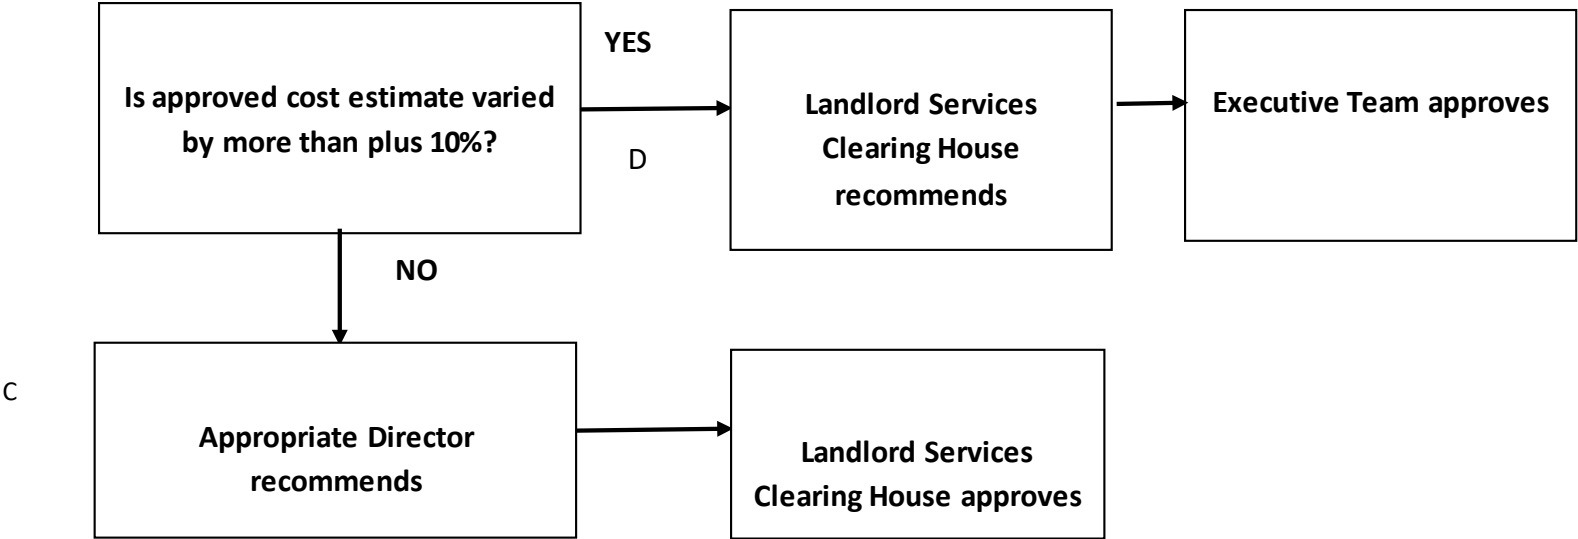 Is approved cost estimate varied
by more than plus 10%?
YES
D
Landlord Services
Clearing House
recommends
Executive Team approves
NO
C
Appropriate Director
recommends
Landlord Services
Clearing House approves